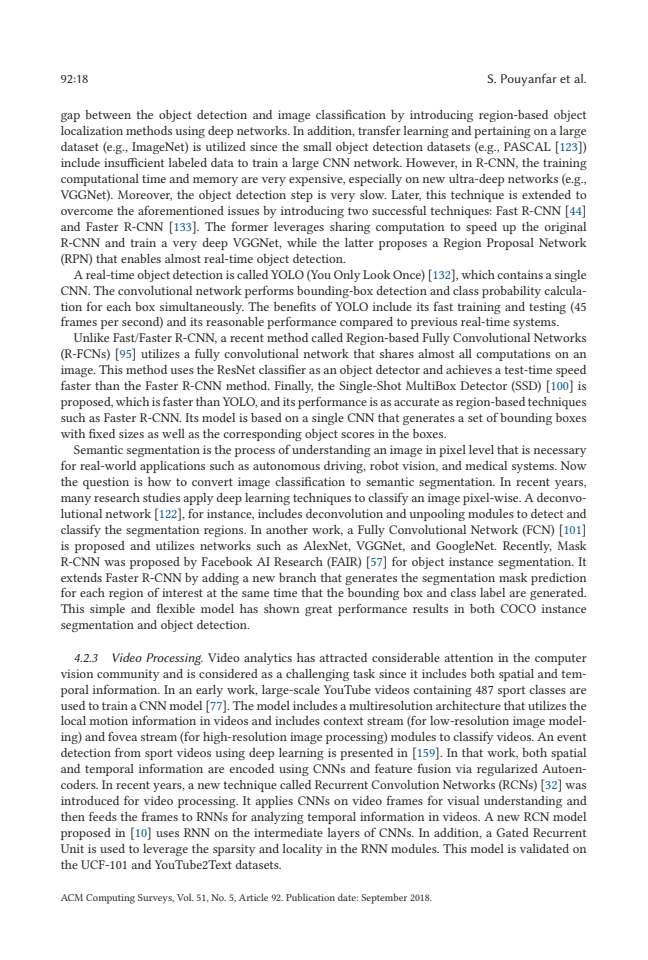 92:18 S. Pouyanfar et al.
gap between the object detection and image classification by introducing region-based object
localization methods using deep networks. In addition, transfer learning and pertaining on a large
dataset (e.g., ImageNet) is utilized since the small object detection datasets (e.g., PASCAL [123])
include insufficient labeled data to train a large CNN network. However, in R-CNN, the training
computational time and memory are very expensive, especially on new ultra-deep networks (e.g.,
VGGNet). Moreover, the object detection step is very slow. Later, this technique is extended to
overcome the aforementioned issues by introducing two successful techniques: Fast R-CNN [44]
and Faster R-CNN [133]. The former leverages sharing computation to speed up the original
R-CNN and train a very deep VGGNet, while the latter proposes a Region Proposal Network
(RPN) that enables almost real-time object detection.
A real-time object detection is called YOLO (You Only Look Once) [132], which contains a single
CNN. The convolutional network performs bounding-box detection and class probability calcula-
tion for each box simultaneously. The benefits of YOLO include its fast training and testing (45
frames per second) and its reasonable performance compared to previous real-time systems.
Unlike Fast/Faster R-CNN, a recent method called Region-based Fully Convolutional Networks
(R-FCNs) [95] utilizes a fully convolutional network that shares almost all computations on an
image. This method uses the ResNet classifier as an object detector and achieves a test-time speed
faster than the Faster R-CNN method. Finally, the Single-Shot MultiBox Detector (SSD) [100] is
proposed, which is faster than YOLO, and its performance is as accurate as region-based techniques
such as Faster R-CNN. Its model is based on a single CNN that generates a set of bounding boxes
with fixed sizes as well as the corresponding object scores in the boxes.
Semantic segmentation is the process of understanding an image in pixel level that is necessary
for real-world applications such as autonomous driving, robot vision, and medical systems. Now
the question is how to convert image classification to semantic segmentation. In recent years,
many research studies apply deep learning techniques to classify an image pixel-wise. A deconvo-
lutional network [122], for instance, includes deconvolution and unpooling modules to detect and
classify the segmentation regions. In another work, a Fully Convolutional Network (FCN) [101]
is proposed and utilizes networks such as AlexNet, VGGNet, and GoogleNet. Recently, Mask
R-CNN was proposed by Facebook AI Research (FAIR) [57] for object instance segmentation. It
extends Faster R-CNN by adding a new branch that generates the segmentation mask prediction
for each region of interest at the same time that the bounding box and class label are generated.
This simple and flexible model has shown great performance results in both COCO instance
segmentation and object detection.
4.2.3 Video Processing. Video analytics has attracted considerable attention in the computer
vision community and is considered as a challenging task since it includes both spatial and tem-
poral information. In an early work, large-scale YouTube videos containing 487 sport classes are
used to train a CNN model [77]. The model includes a multiresolution architecture that utilizes the
local motion information in videos and includes context stream (for low-resolution image model-
ing) and fovea stream (for high-resolution image processing) modules to classify videos. An event
detection from sport videos using deep learning is presented in [159]. In that work, both spatial
and temporal information are encoded using CNNs and feature fusion via regularized Autoen-
coders. In recent years, a new technique called Recurrent Convolution Networks (RCNs) [32] was
introduced for video processing. It applies CNNs on video frames for visual understanding and
then feeds the frames to RNNs for analyzing temporal information in videos. A new RCN model
proposed in [10] uses RNN on the intermediate layers of CNNs. In addition, a Gated Recurrent
Unit is used to leverage the sparsity and locality in the RNN modules. This model is validated on
the UCF-101 and YouTube2Text datasets.
ACM Computing Surveys, Vol. 51, No. 5, Article 92. Publication date: September 2018.